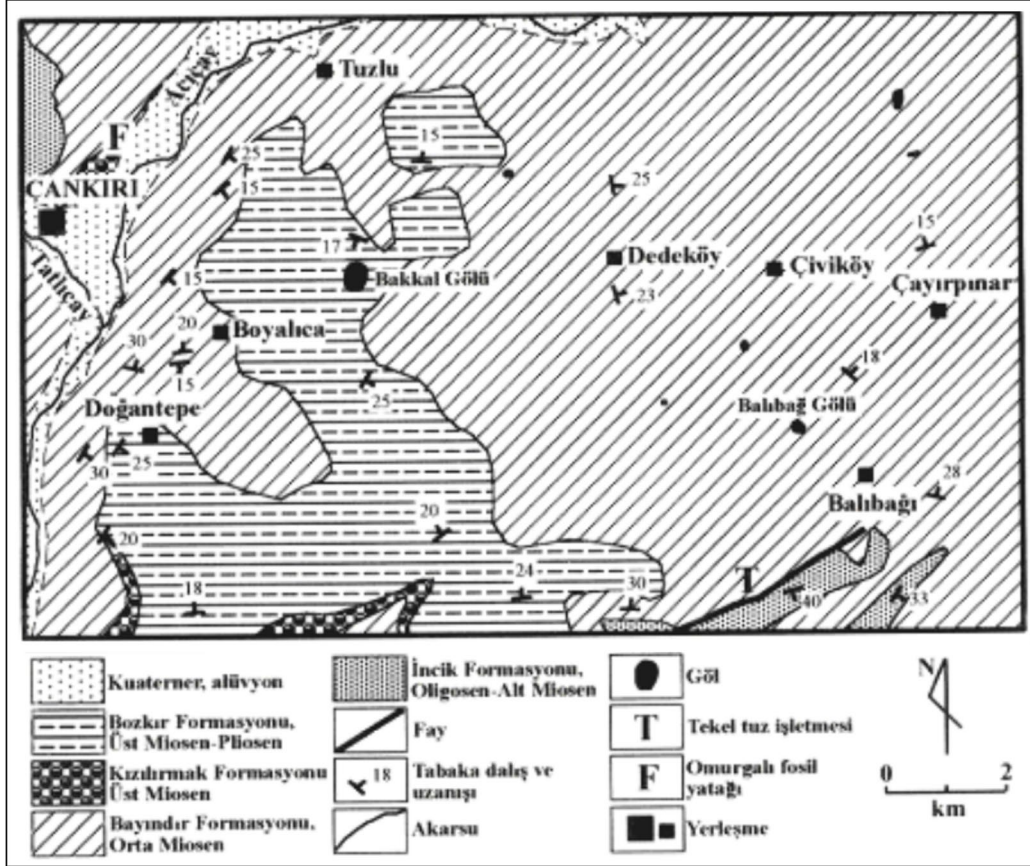 Tuzlu
Acıçay
F
15
25
15
ÇANKIRI
25
15
17
Dedeköy
Çiviköy
Bakkal Gölü
Tatlıçay
15
23
Çayırpınar
20
Boyalıca
30
15
18
25
Doğantepe
Balıbağ Gölü
30
25
28
Balıbağı
20
20
T
18
24
30
40
33
Kuaterner, alüvyon
Bozkır Formasyonu,
Üst Miosen-Pliosen
Kızılırmak Formasyonu
Üst Miosen
Bayındır Formasyonu,
Orta Miosen
İncik Formasyonu,
Oligosen-Alt Miosen
Fay
18
Tabaka dalış ve
uzanışı
Akarsu
Göl
T
Tekel tuz işletmesi
F
Omurgalı fosil
yatağı
Yerleşme
N
0 2
km